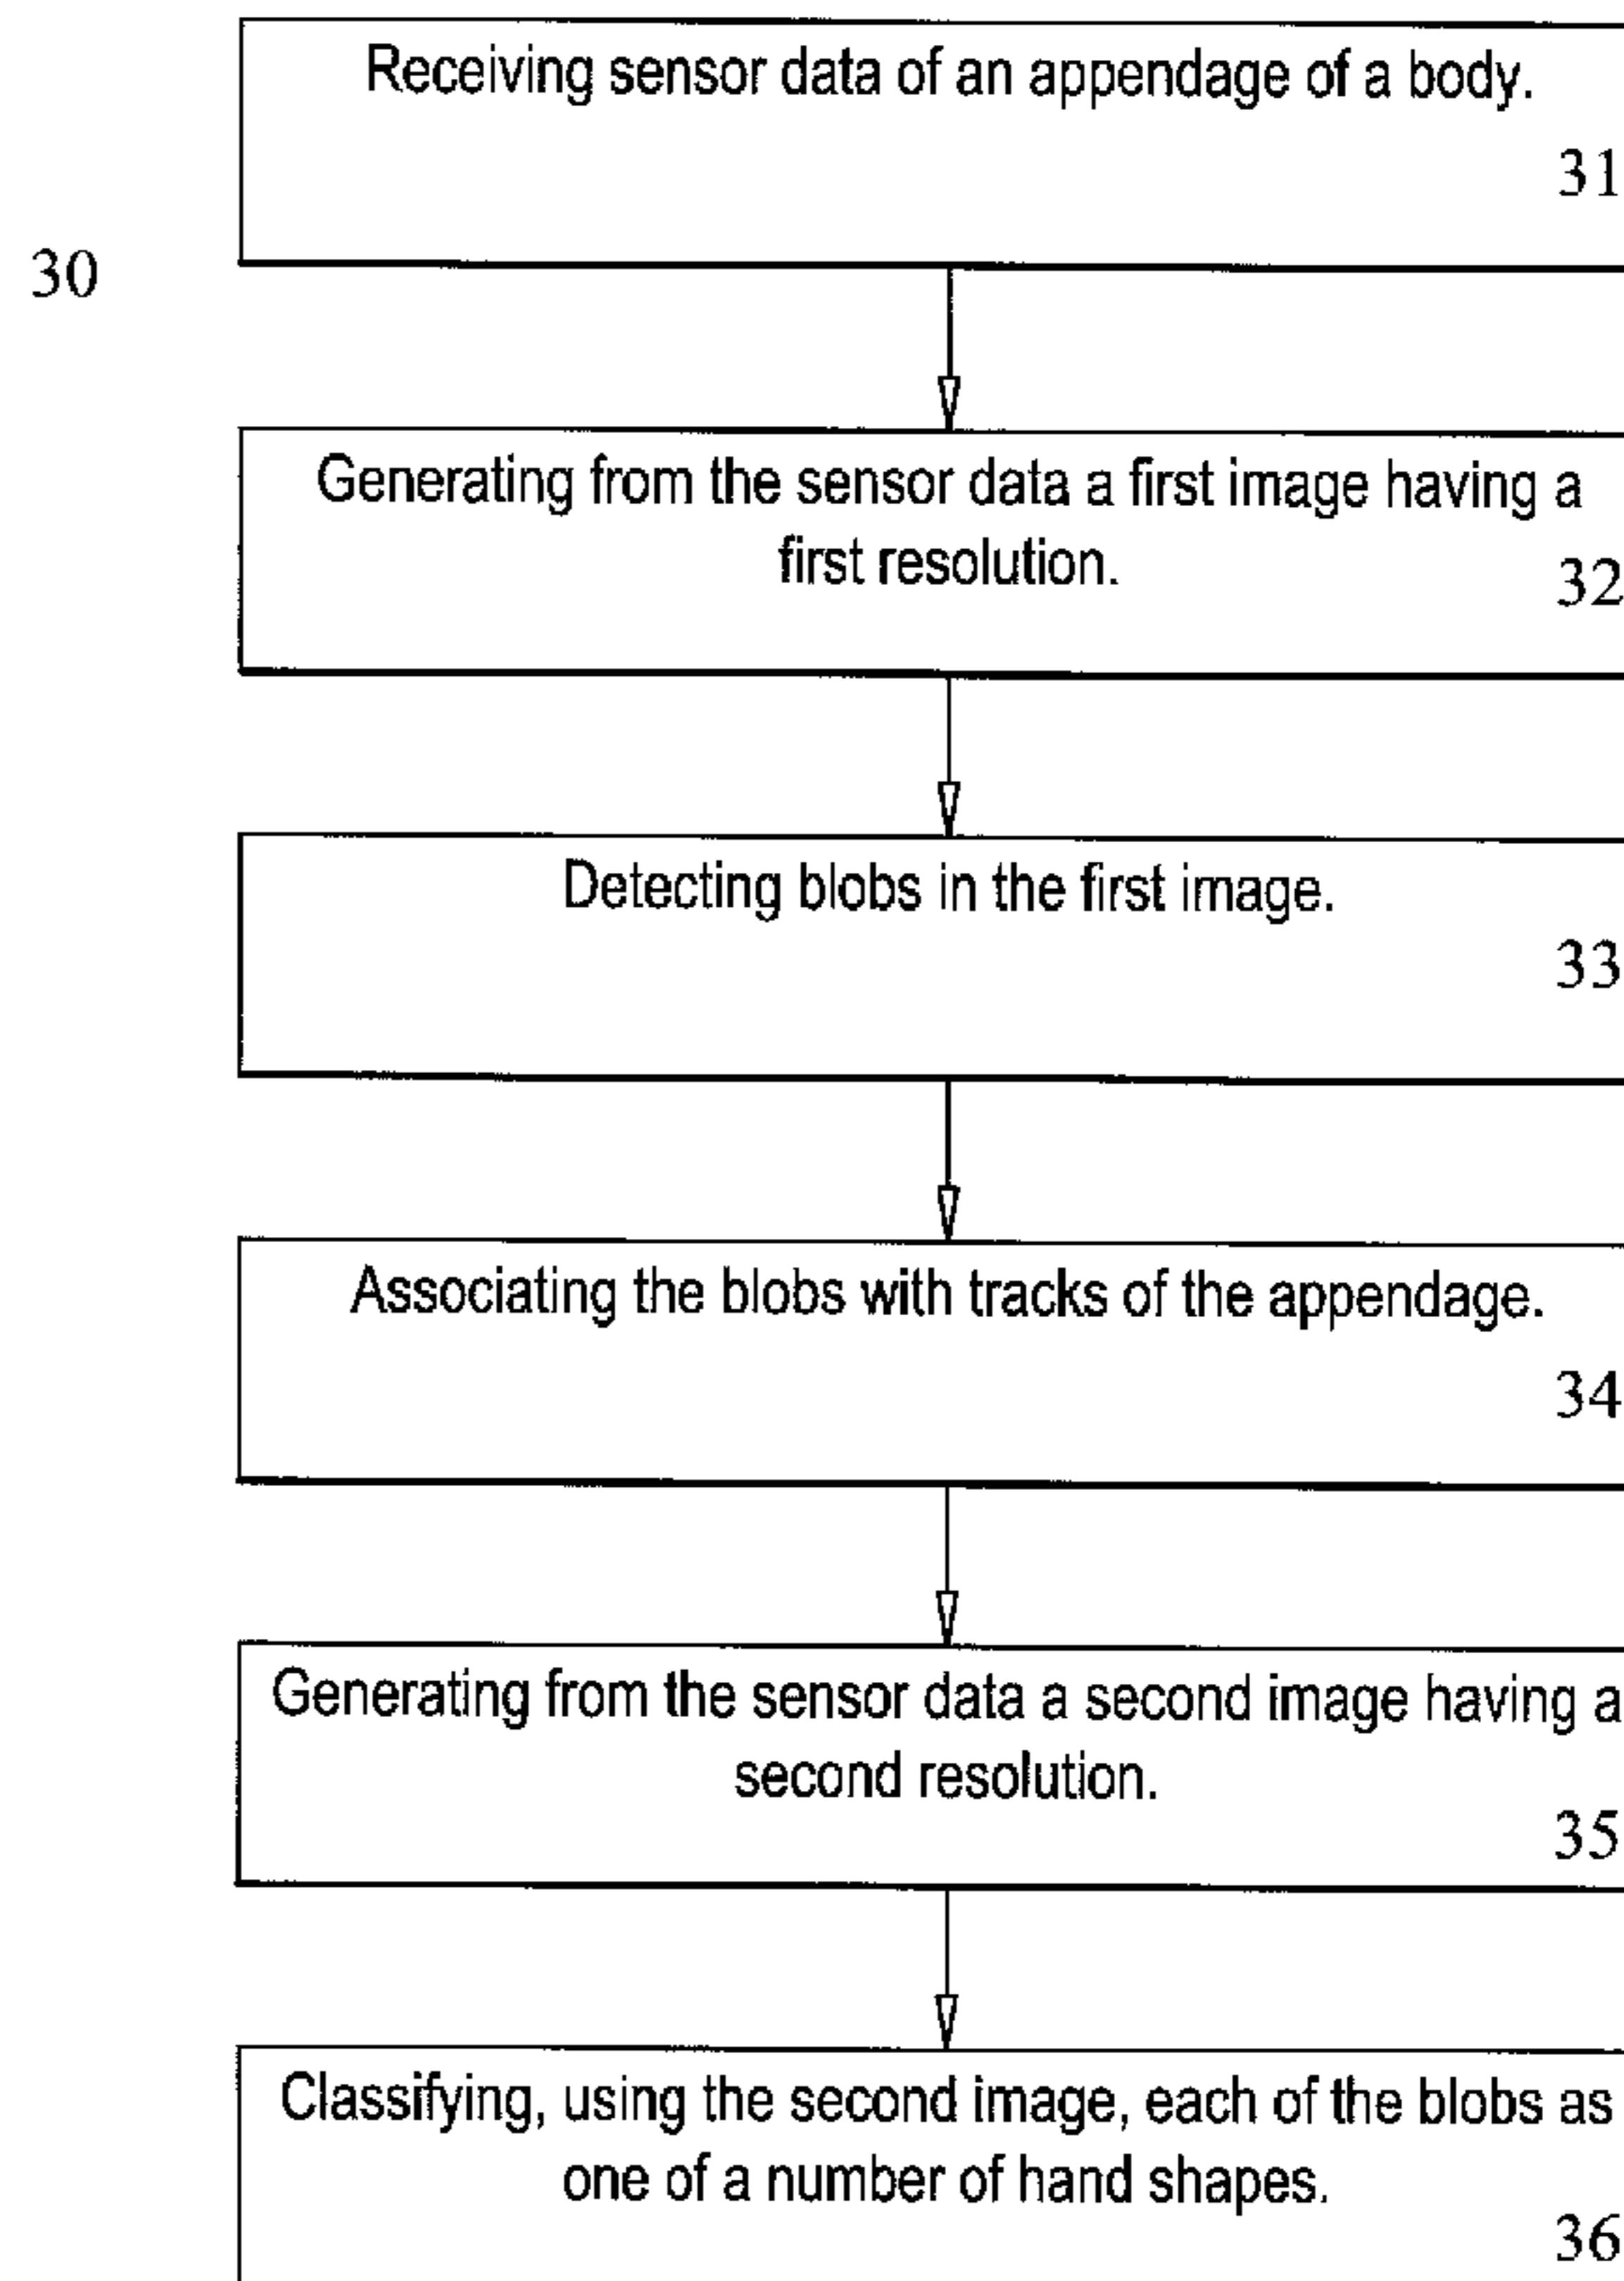 Receiving sensor data of an appendage of a body.
31
30
Generating from the sensor data a first image having a
first resolution.
32
Detecting blobs in the first image.
33
Associating the blobs with tracks of the appendage.
34
Generating from the sensor data a second image having a
second resolution.
35
Classifying, using the second image, each of the blobs as
one of a number of hand shapes.
36